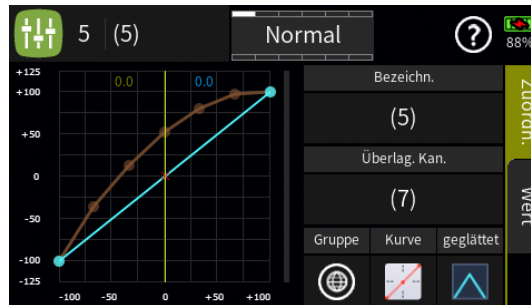 5 (5)
Normal
?
88%
+125
+100
+50
0
-50
-100
-125
0.0
0.0
-100
-50
0
+50
+100
Bezeichn.
(5)
Überlag. Kan.
(7)
Gruppe
Kurve
geglättet
Zuordn.
Wert